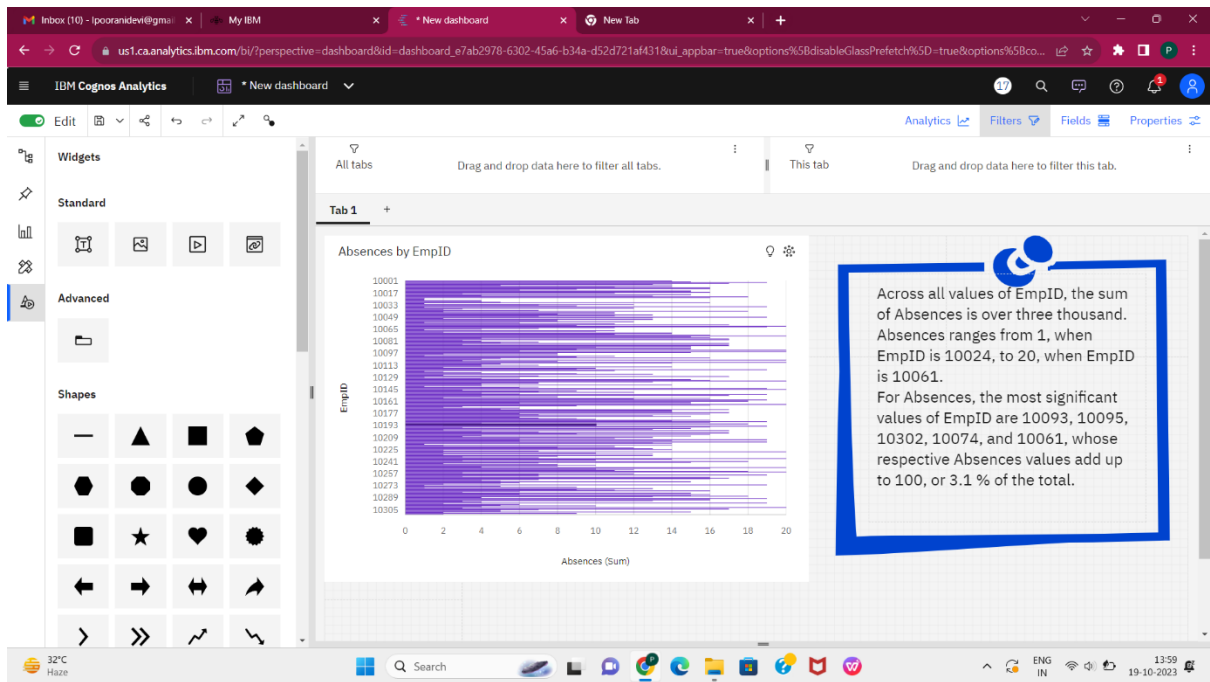 Inbox (10) - lpooranidevi@gmai
My IBM
* New dashboard
New Tab
us1.ca.analytics.ibm.com/bi/?perspective=dashboard&id=dashboard_e7ab2978-6302-45a6-b34a-d52d721af431&ui_appbar=true&options%5BdisableGlassPrefetch%5D=true&options%5Bco...
P
IBM Cognos Analytics
* New dashboard
17
1
Edit
Analytics
Filters
Fields
Properties
Widgets
Standard
Advanced
Shapes
All tabs
Drag and drop data here to filter all tabs.
This tab
Drag and drop data here to filter this tab.
Tab 1 +
Absences by EmpID
EmpID
10001
10017
10033
10049
10065
10081
10097
10113
10129
10145
10161
10177
10193
10209
10225
10241
10257
10273
10289
10305
0 2 4 6 8 10 12 14 16 18 20
Absences (Sum)
Across all values of EmpID, the sum
of Absences is over three thousand.
Absences ranges from 1, when
EmpID is 10024, to 20, when EmpID
is 10061.
For Absences, the most significant
values of EmpID are 10093, 10095,
10302, 10074, and 10061, whose
respective Absences values add up
to 100, or 3.1 % of the total.
32°C
Haze
Search
ENG
IN
13:59
19-10-2023